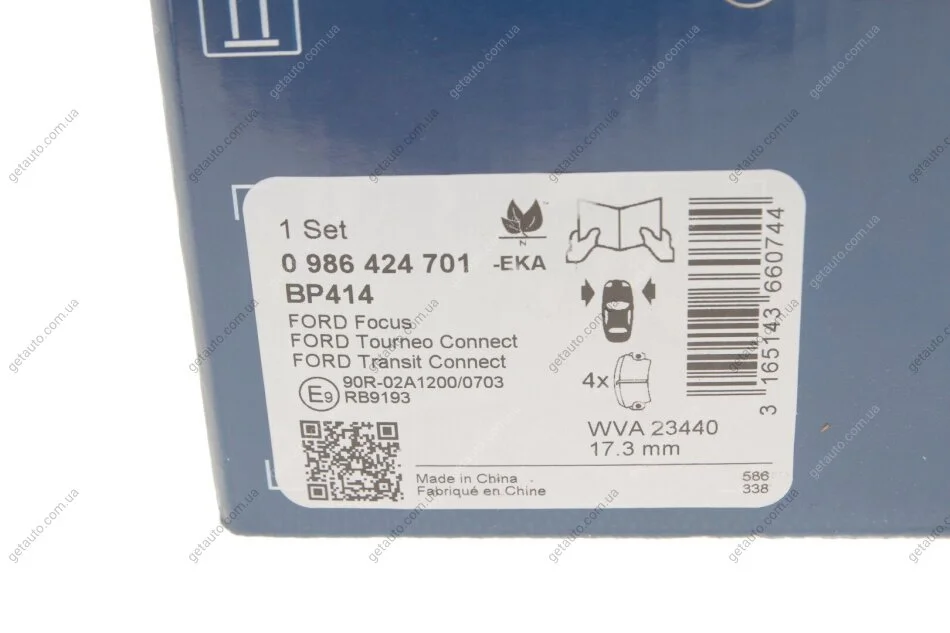 1 Set
0 986 424 701 -EKA
BP414
FORD Focus
FORD Tourneo Connect
FORD Transit Connect
E9 90R-02A1200/0703
RB9193
N
4x
WVA 23440
17.3 mm
3 165143 660744
Made in China
Fabriqué en Chine
586
338
getauto.com.ua